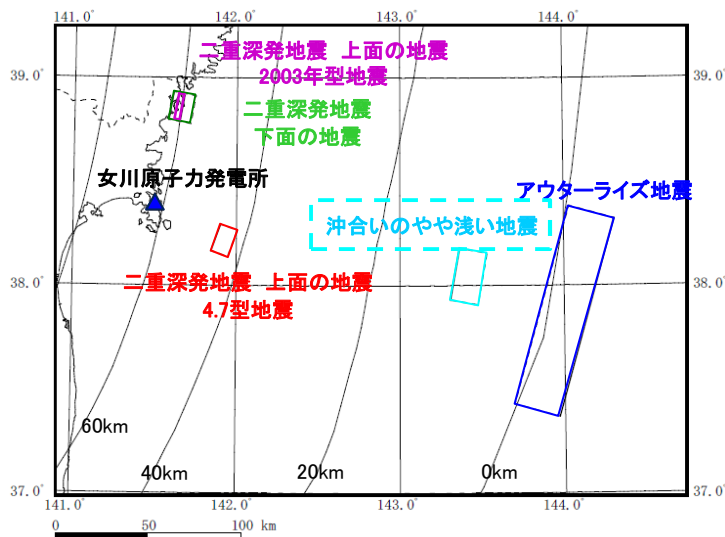 141.0° 142.0° 143.0° 144.0°
二重深発地震 上面の地震
2003年型地震
39.0° 39.0°
二重深発地震
下面の地震
女川原子力発電所
アウターライズ地震
沖合いのやや浅い地震
38.0° 38.0°
二重深発地震 上面の地震
4.7型地震
60km
40km 20km 0km
37.0° 37.0°
141.0° 142.0° 143.0° 144.0°
0 50 100 km